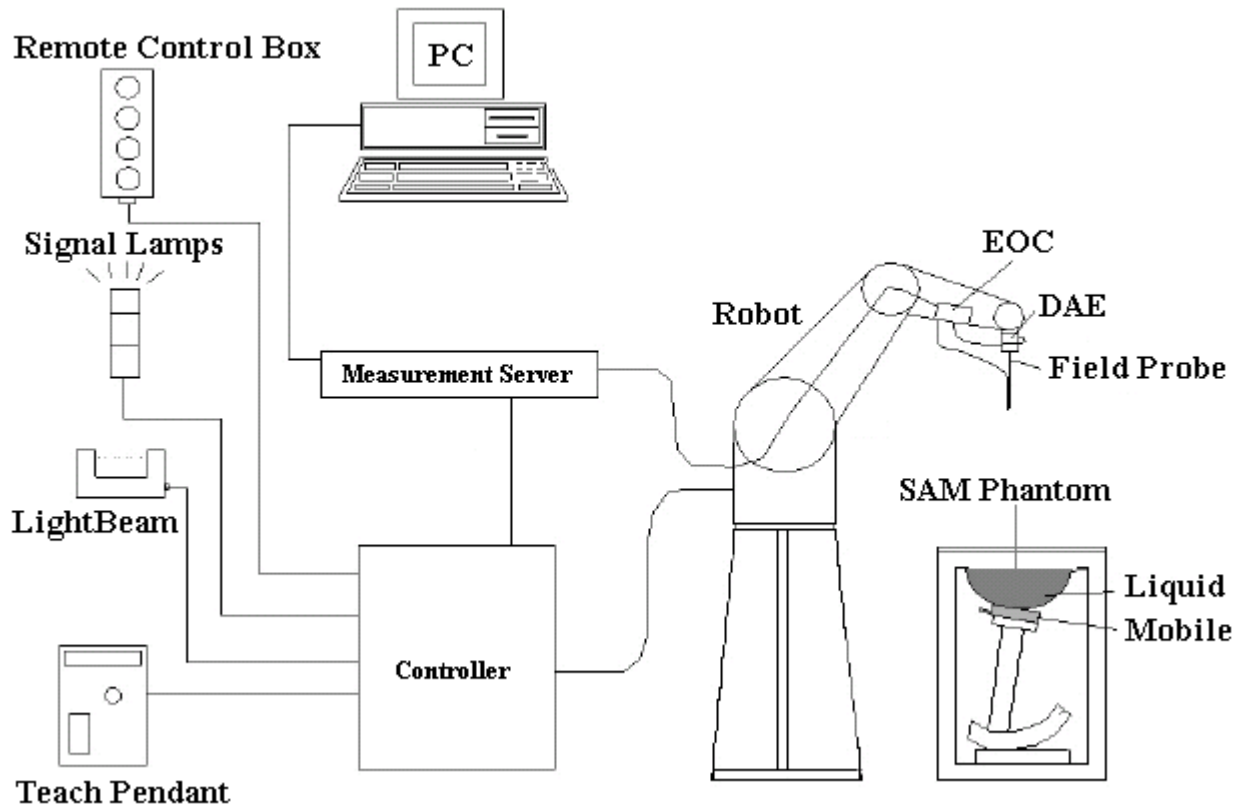 Remote Control Box
PC
Signal Lamps
EOC
Robot
DAE
Measurement Server
Field Probe
LightBeam
SAM Phantom
Liquid
Mobile
Controller
Teach Pendant